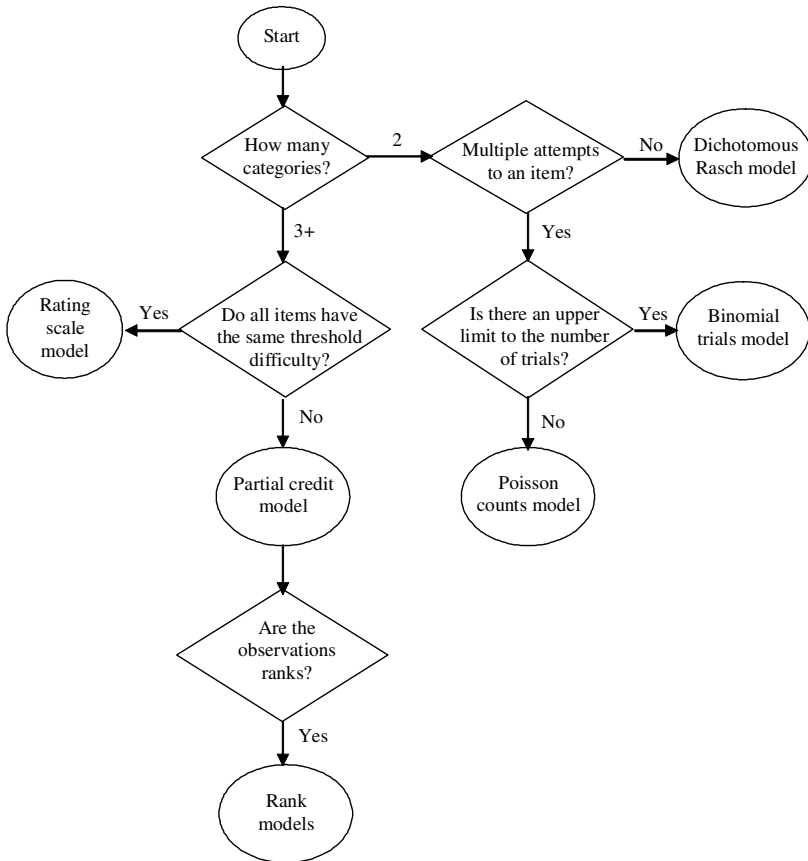 Start
How many
categories?
2
Multiple attempts
to an item?
No
Dichotomous
Rasch model
3+
Yes
Rating
scale
model
Yes
Do all items have
the same threshold
difficulty?
Is there an upper
limit to the number
of trials?
Yes
Binomial
trials model
No
No
Partial credit
model
Poisson
counts model
Are the
observations
ranks?
Yes
Rank
models